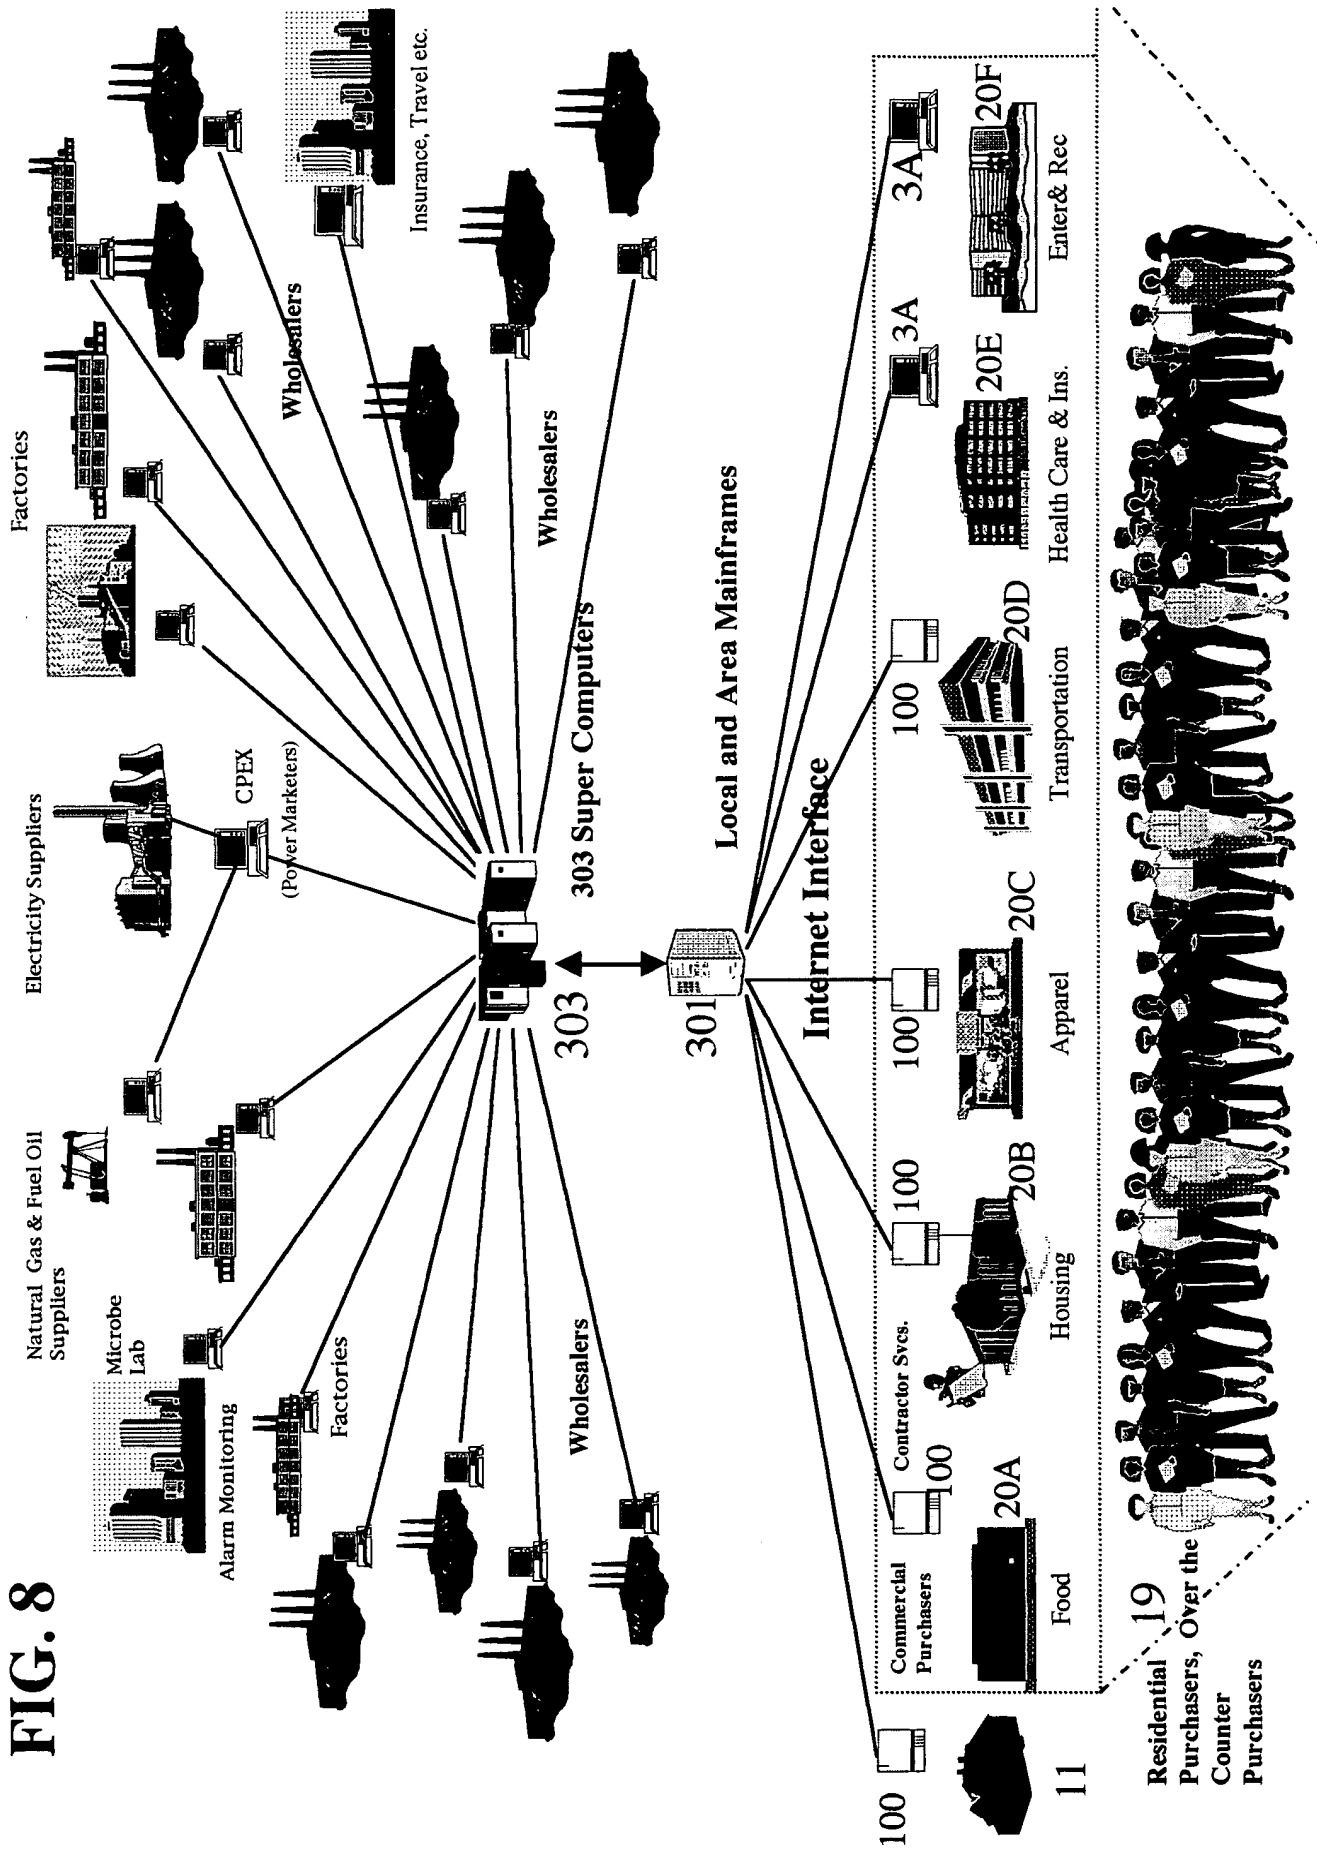 FIG. 8
Natural Gas & Fuel Oil
Suppliers
Electricity Suppliers
Factories
Microbe
Lab
CPEX
(Power Marketers)
Alarm Monitoring
Wholesalers
Insurance, Travel etc.
Factories
Wholesalers
Wholesalers
303
303 Super Computers
301
Local and Area Mainframes
Internet Interface
100
Commercial
Purchasers
Contractor Svcs.
100
100
100
100
3A
3A
20A
20B
20C
20D
20E
20F
11
Food
Housing
Apparel
Transportation
Health Care & Ins.
Enter& Rec
Residential 19
Purchasers, Over the
Counter
Purchasers